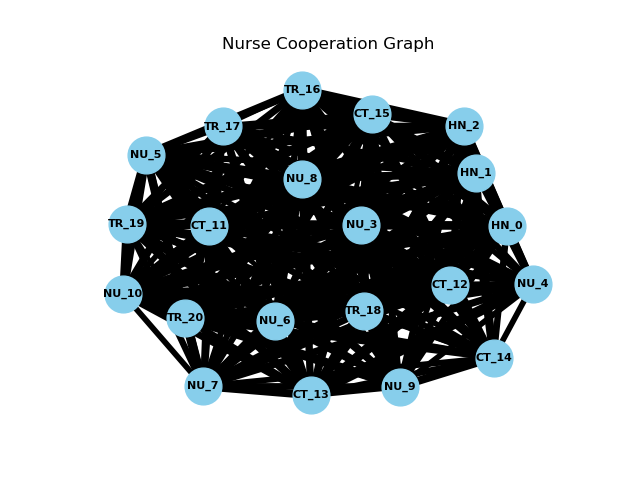 Nurse Cooperation Graph
TR_16
CT_15
TR_17
HN_2
NU_5
HN_1
NU_8
TR_19
CT_11
NU_3
HN_0
NU_10
CT_12
NU_4
TR_20
NU_6
TR_18
CT_14
NU_7
CT_13
NU_9